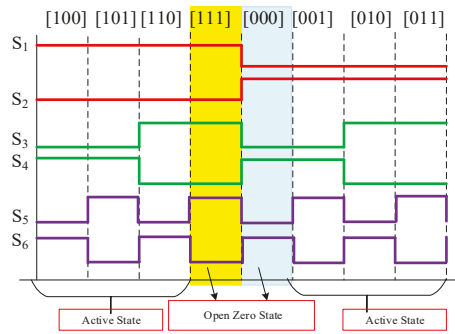 [100] [101] [110] [111] [000] [001] [010] [011]
S1
S2
S3
S4
S5
S6
Active State
Open Zero State
Active State